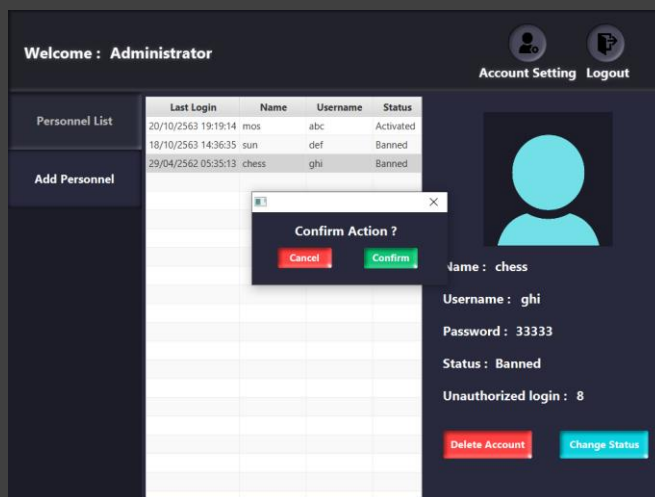 Welcome : Administrator
Account Setting Logout
Personnel List
Add Personnel
Last Login Name Username Status
20/10/2563 19:19:14 mos abc Activated
18/10/2563 14:36:35 sun def Banned
29/04/2562 05:35:13 chess ghi Banned
Confirm Action ?
Cancel Confirm
Name : chess
Username : ghi
Password : 33333
Status : Banned
Unauthorized login : 8
Delete Account Change Status